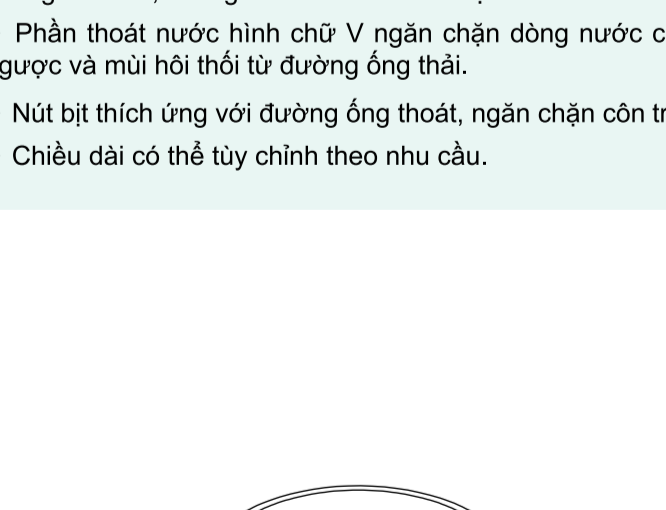 Phần thoát nước hình chữ V ngăn chặn dòng nước c
gược và mùi hôi thối từ đường ống thải.
Nút bịt thích ứng với đường ống thoát, ngăn chặn côn tr
Chiều dài có thể tùy chỉnh theo nhu cầu.